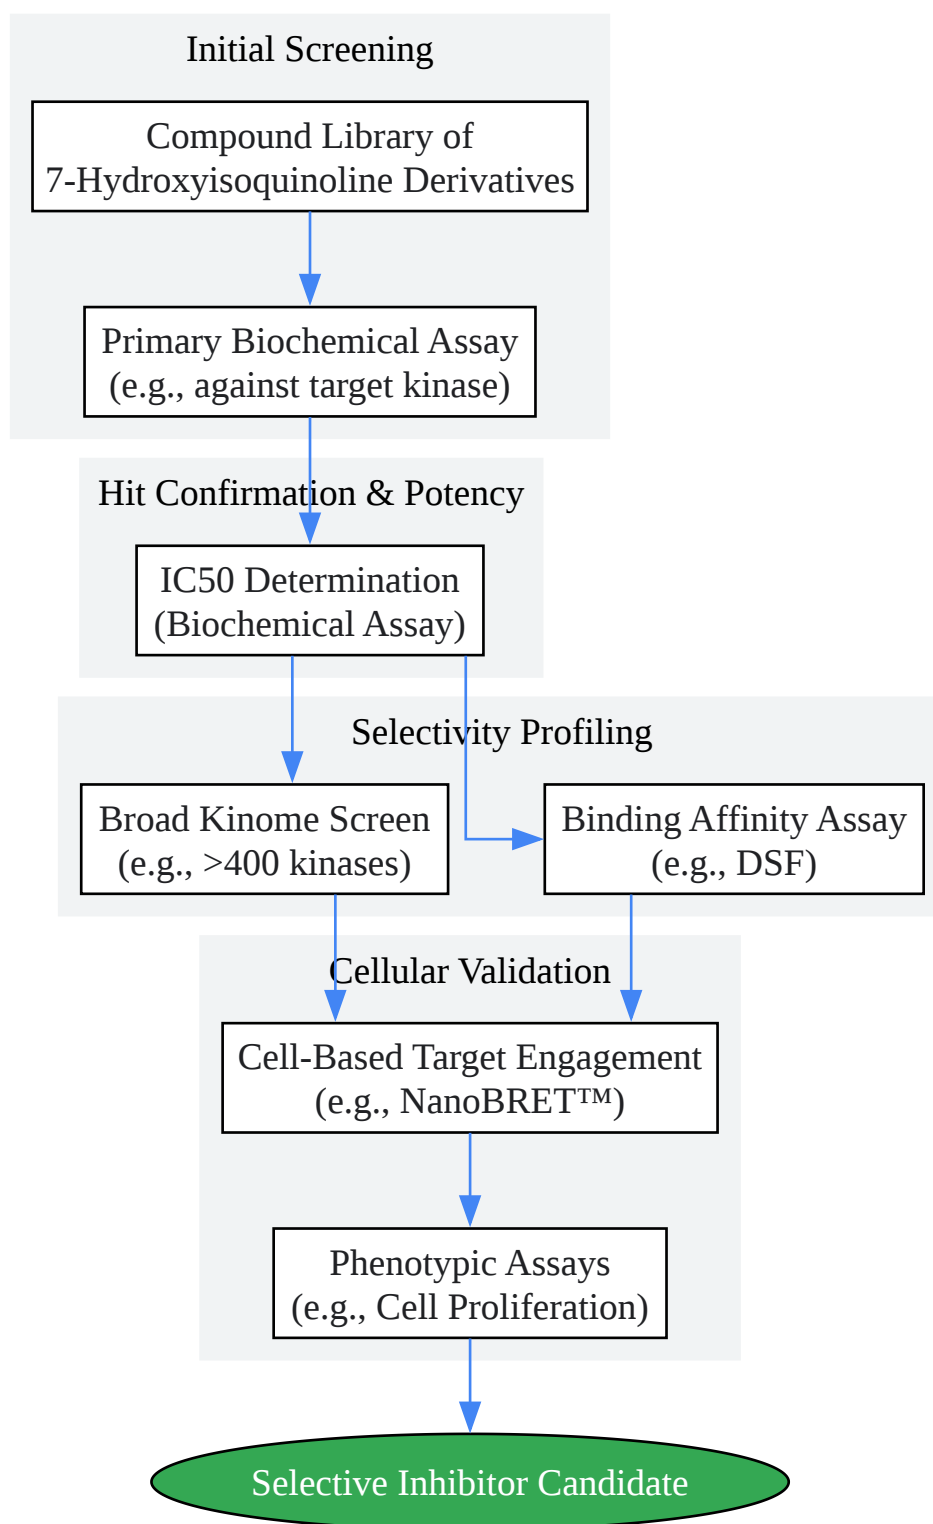 Initial Screening
Compound Library of
7-Hydroxyisoquinoline Derivatives
Primary Biochemical Assay
(e.g., against target kinase)
Hit Confirmation & Potency
IC50 Determination
(Biochemical Assay)
Selectivity Profiling
Broad Kinome Screen
(e.g., >400 kinases)
Binding Affinity Assay
(e.g., DSF)
Cellular Validation
Cell-Based Target Engagement
(e.g., NanoBRET™)
Phenotypic Assays
(e.g., Cell Proliferation)
Selective Inhibitor Candidate